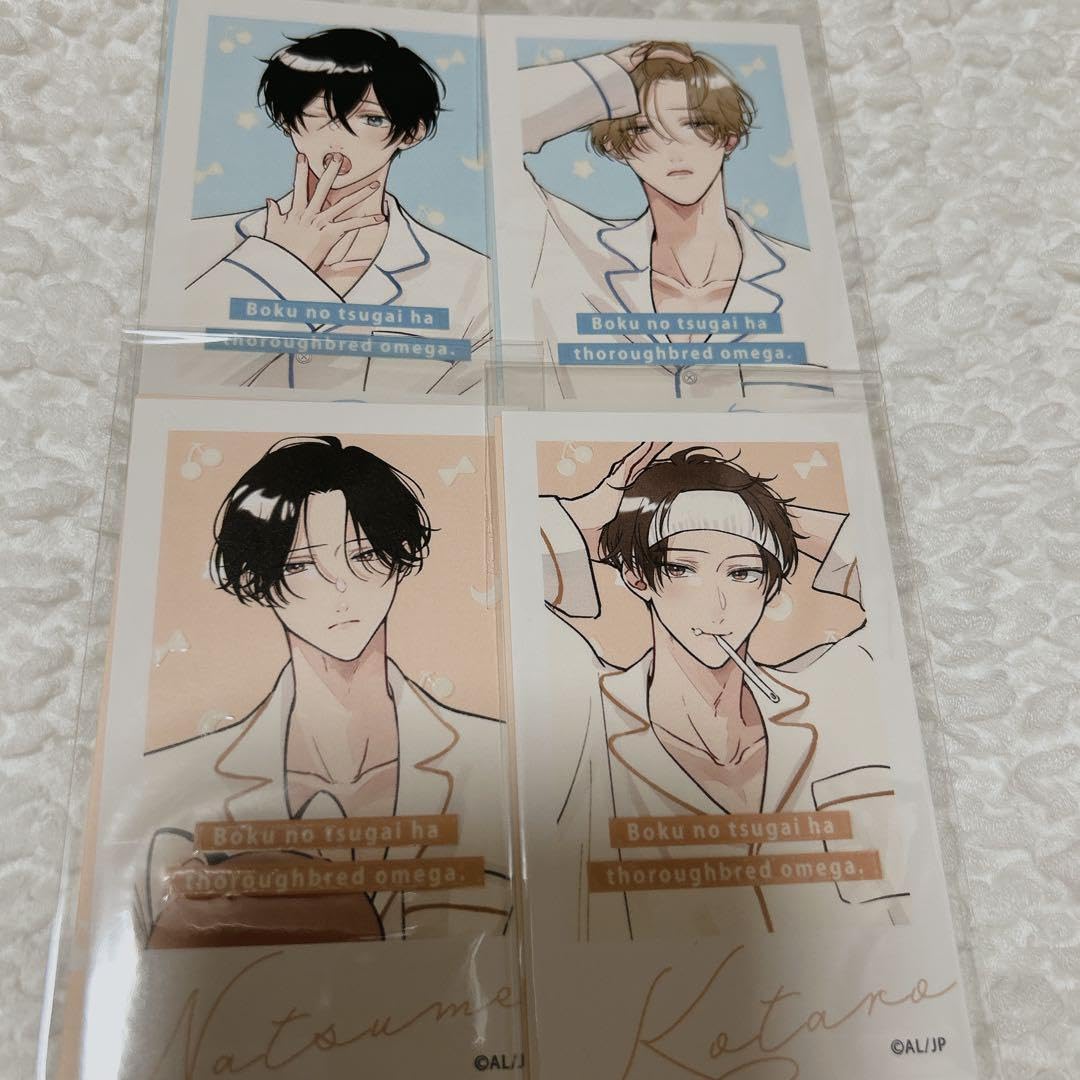 Boku no tsugai ha
thoroughbred omega.
Boku no tsugai ha
thoroughbred omega.
Boku no tsugai ha
thoroughbred omega.
Natsume
©AL/J
Boku no tsugai ha
thoroughbred omega.
Kotaro
©AL/JP